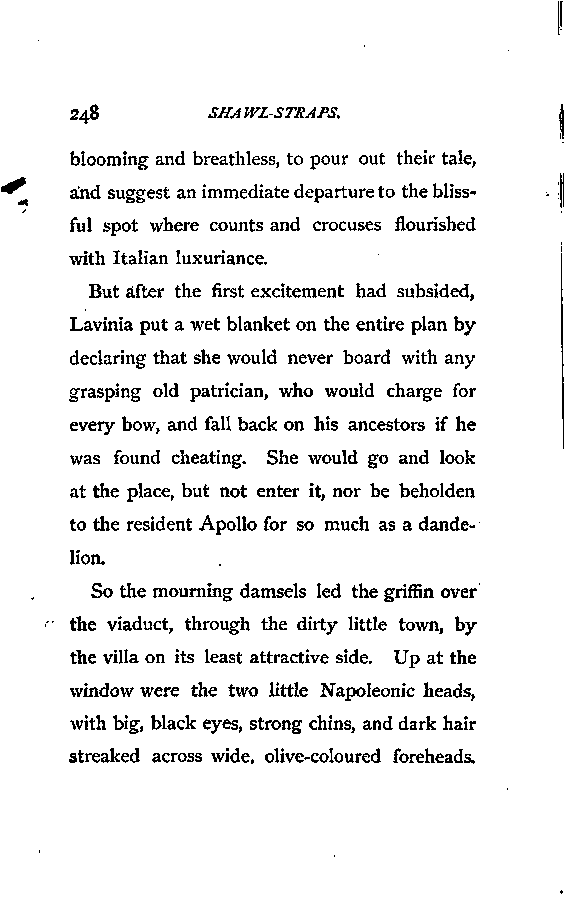 248 SHAWL-STRAPS.
blooming and breathless, to pour out their tale,
and suggest an immediate departure to the bliss-
ful spot where counts and crocuses flourished
with Italian luxuriance.
But after the first excitement had subsided,
Lavinia put a wet blanket on the entire plan by
declaring that she would never board with any
grasping old patrician, who would charge for
every bow, and fall back on his ancestors if he
was found cheating. She would go and look
at the place, but not enter it, nor be beholden
to the resident Apollo for so much as a dande-
lion.
So the mourning damsels led the griffin over
the viaduct, through the dirty little town, by
the villa on its least attractive side. Up at the
window were the two little Napoleonic heads,
with big, black eyes, strong chins, and dark hair
streaked across wide, olive-coloured foreheads.